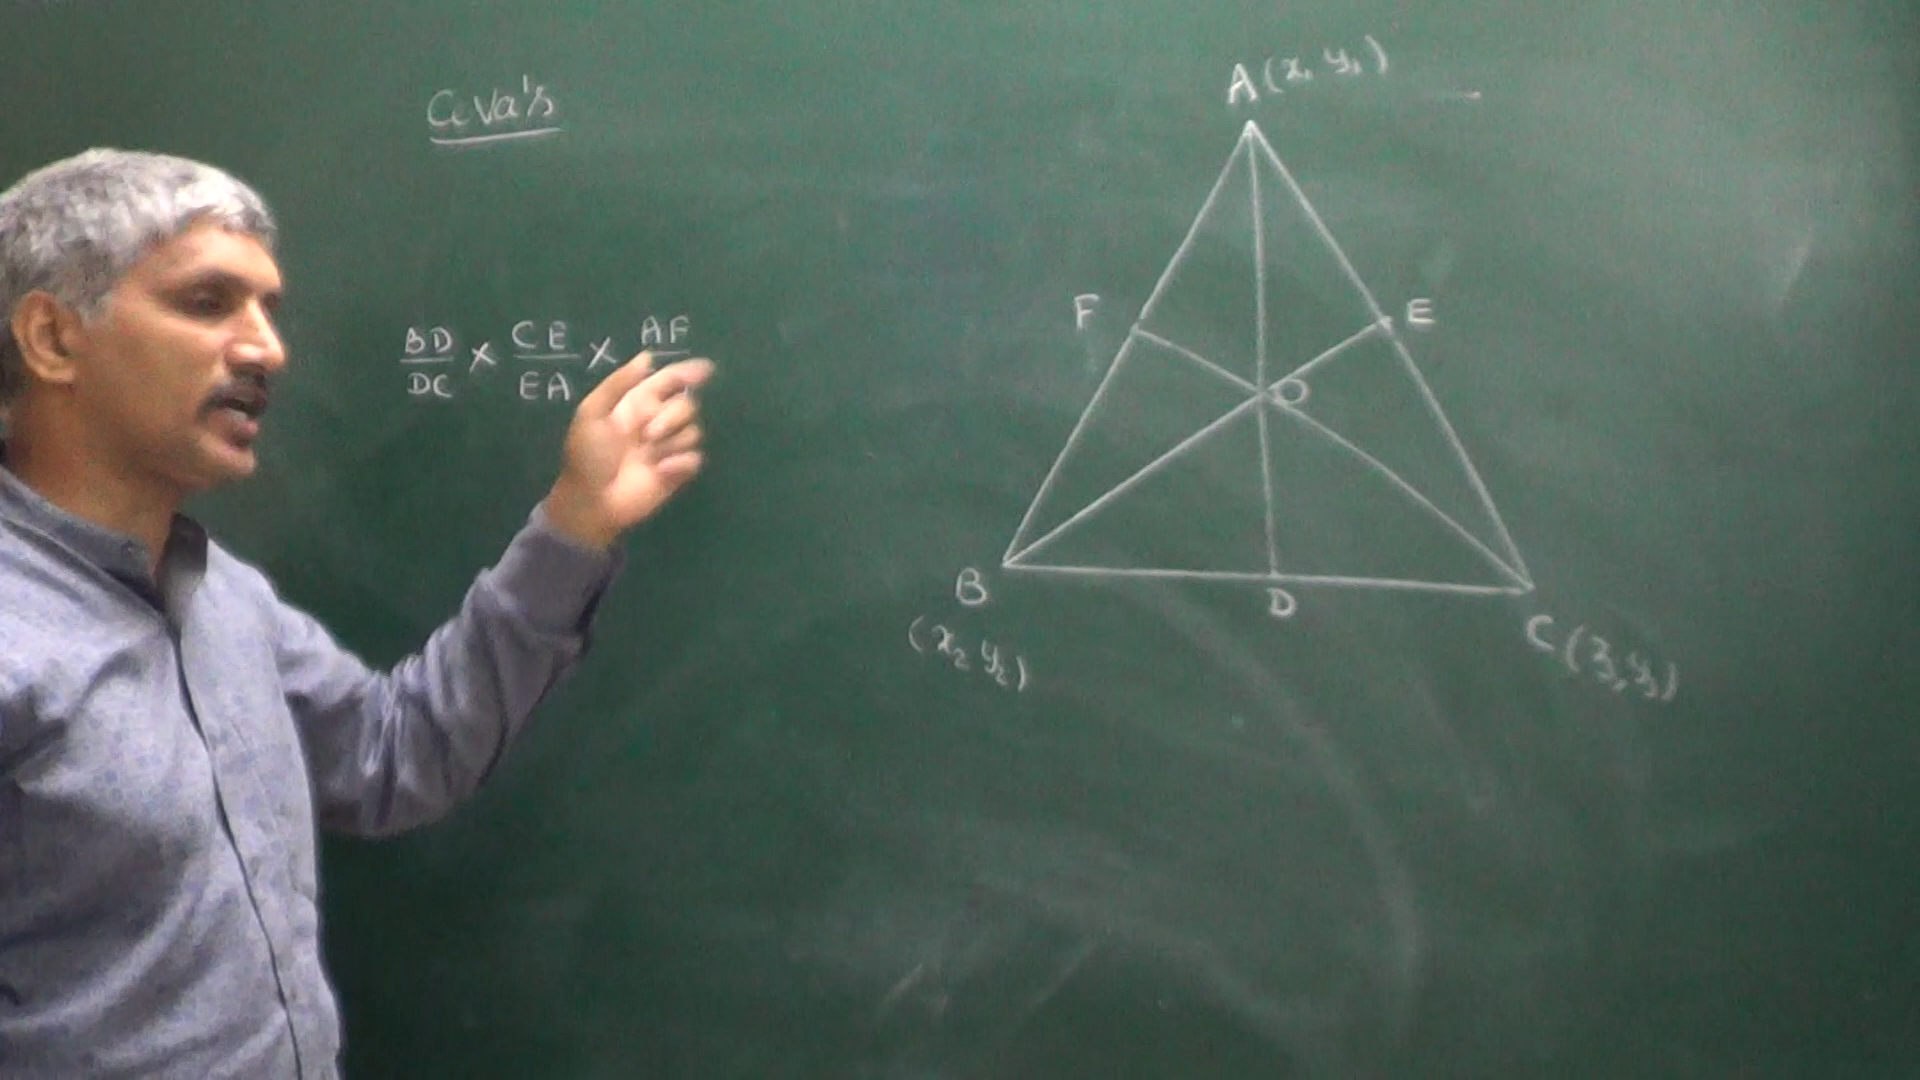 Ceva's
A (x₁ y₁)
BD/DC × CE/EA × AF
F
E
O
B
D
(x₂ y₂)
C (x₃ y₃)